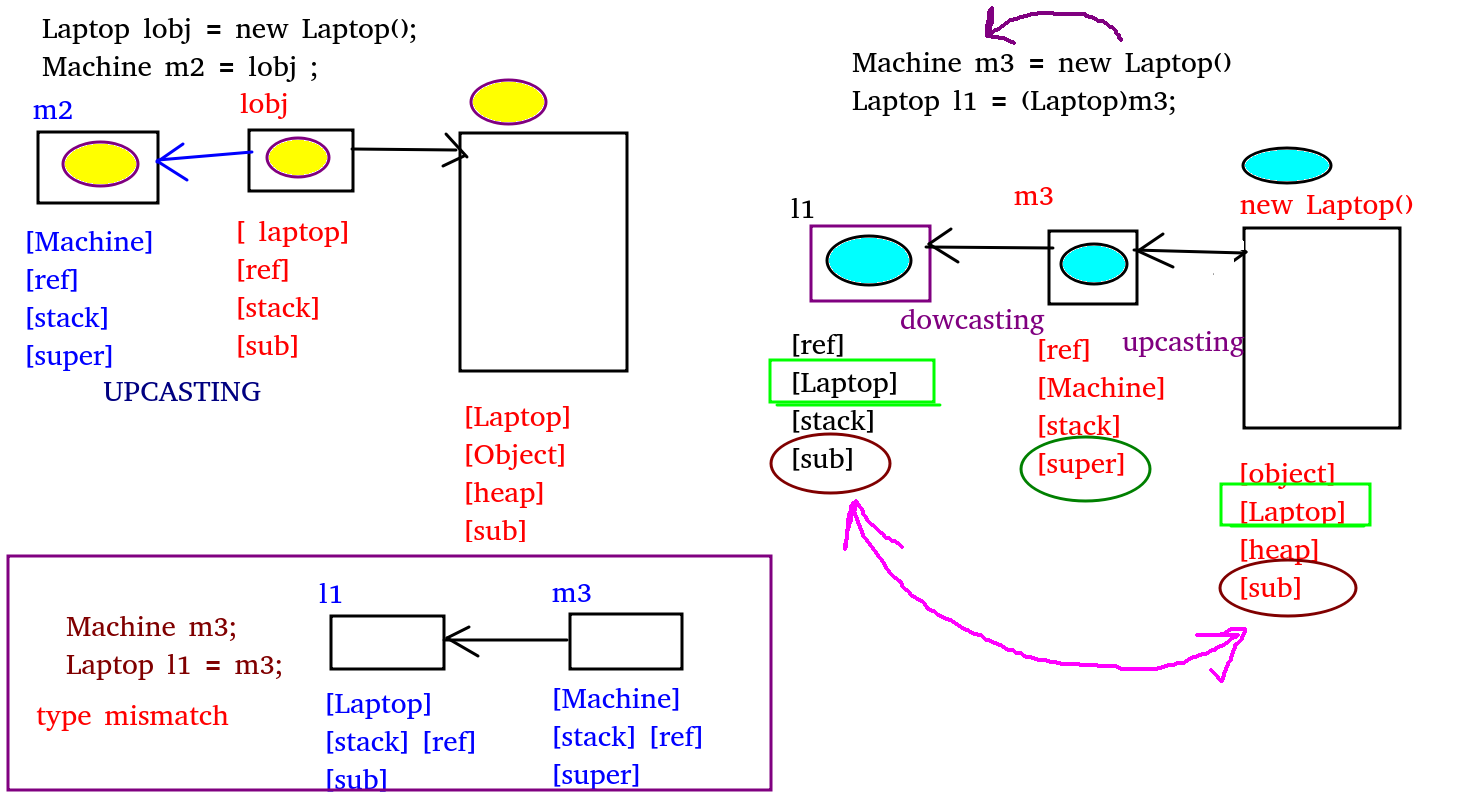 Laptop lobj = new Laptop();
Machine m2 = lobj ;
m2
lobj
[Machine]
[ref]
[stack]
[super]
[ laptop]
[ref]
[stack]
[sub]
UPCASTING
[Laptop]
[Object]
[heap]
[sub]
Machine m3 = new Laptop()
Laptop l1 = (Laptop)m3;
l1
m3
new Laptop()
dowcasting
upcasting
[ref]
[Laptop]
[stack]
[sub]
[ref]
[Machine]
[stack]
[super]
[object]
[Laptop]
[heap]
[sub]
Machine m3;
Laptop l1 = m3;
type mismatch
l1
m3
[Laptop]
[stack] [ref]
[sub]
[Machine]
[stack] [ref]
[super]